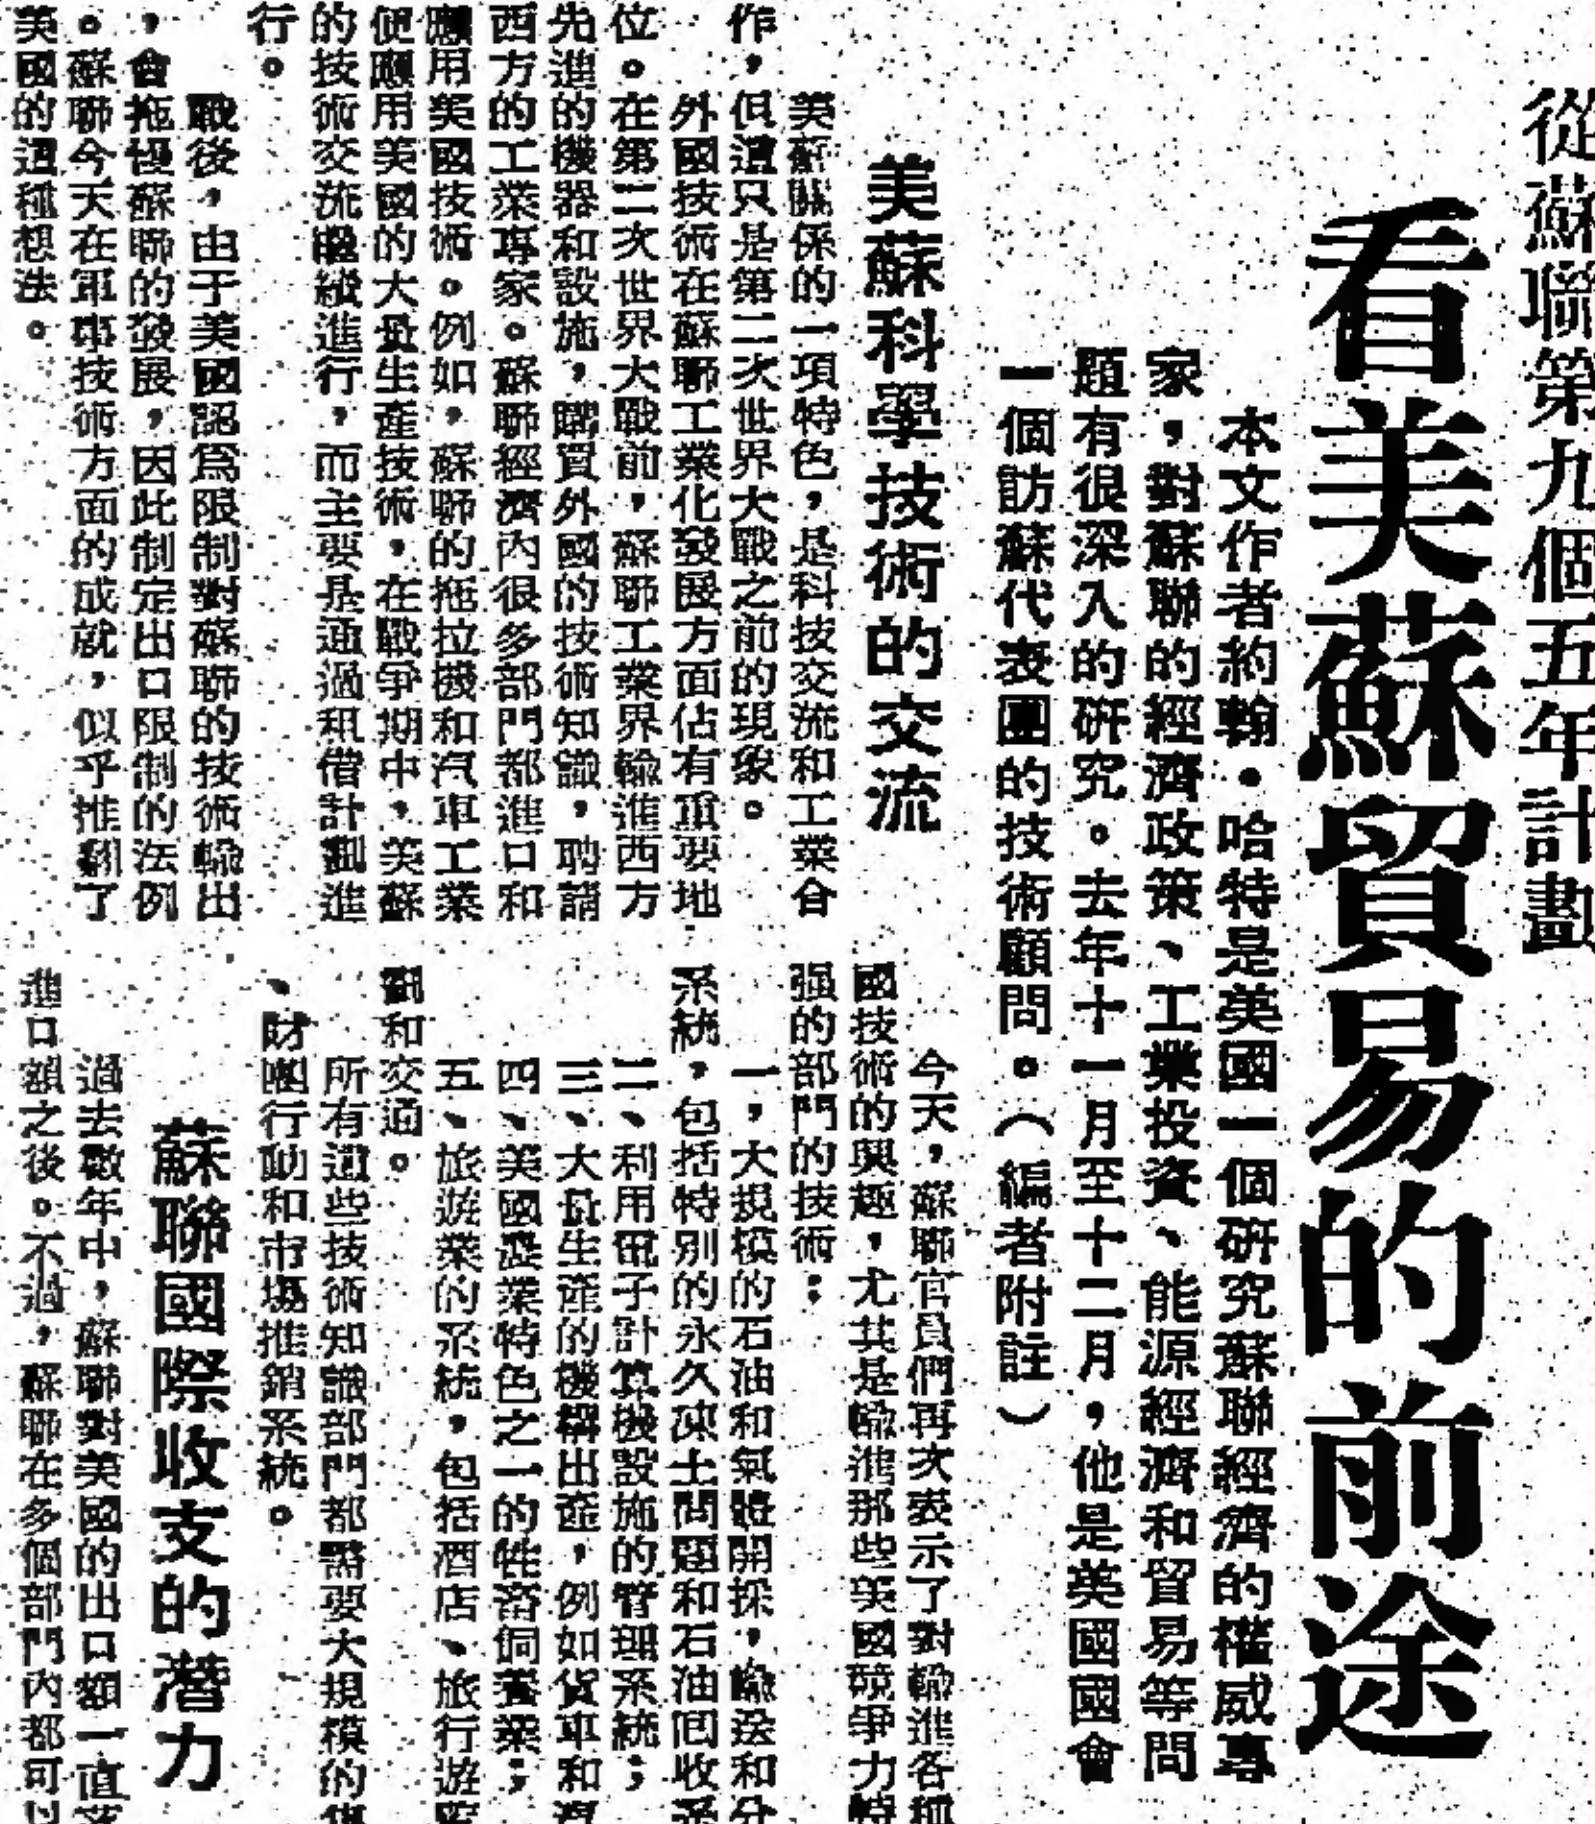 從蘇聯第九個五年計劃
看美蘇貿易的前途
本文作者約翰·哈特是英國一個研究蘇聯經濟的權威專
家，對蘇聯的經濟政策、工業投資、能源經濟和貿易等問
題有很深入的研究。去年十一月至十二月，他是英國國會
一個訪蘇代表團的技術顧問。（編者附註）
美蘇科學技術的交流
美蘇關係的一項特色，是科技交流和工業合
作，但這只是第二次世界大戰之前的現象。
外國技術在蘇聯工業化發展方面佔有重要地
位。在第二次世界大戰前，蘇聯工業界輸進西方
先進的機器和設施，購買外國的技術知識，聘請
西方的工業專家。蘇聯經濟內很多部門都進口和
應用美國技術。例如，蘇聯的拖拉機和汽車工業
便應用美國的大量生產技術，在戰爭期中，美蘇
的技術交流繼續進行，而主要是通過租借計劃進
行。
戰後，由于美國認爲限制對蘇聯的技術輸出
，會拖慢蘇聯的發展，因此制定出口限制的法例
。蘇聯今天在軍事技術方面的成就，似乎推翻了
美國的這種想法。
今天，蘇聯官員們再次表示了對輸進各種
國技術的興趣，尤其是輸進那些美國競爭力特
强的部門的技術：
一，大規模的石油和氣體開採，輸送和分
系統，包括特別的永久凍土問題和石油回收系
二、利用電子計算機設施的管理系統；
三、大量生產的機構出產，例如貨車和
四、美國農業特色之一的牲畜飼養業；
五、旅遊業的系統，包括酒店、旅行遊
劃和交通。
所有這些技術知識部門都需要大規模的
、財團行動和市場推銷系統。
蘇聯國際收支的潛力
過去數年中，蘇聯對美國的出口額一直落
進口額之後。不過，蘇聯在多個部門內都可以